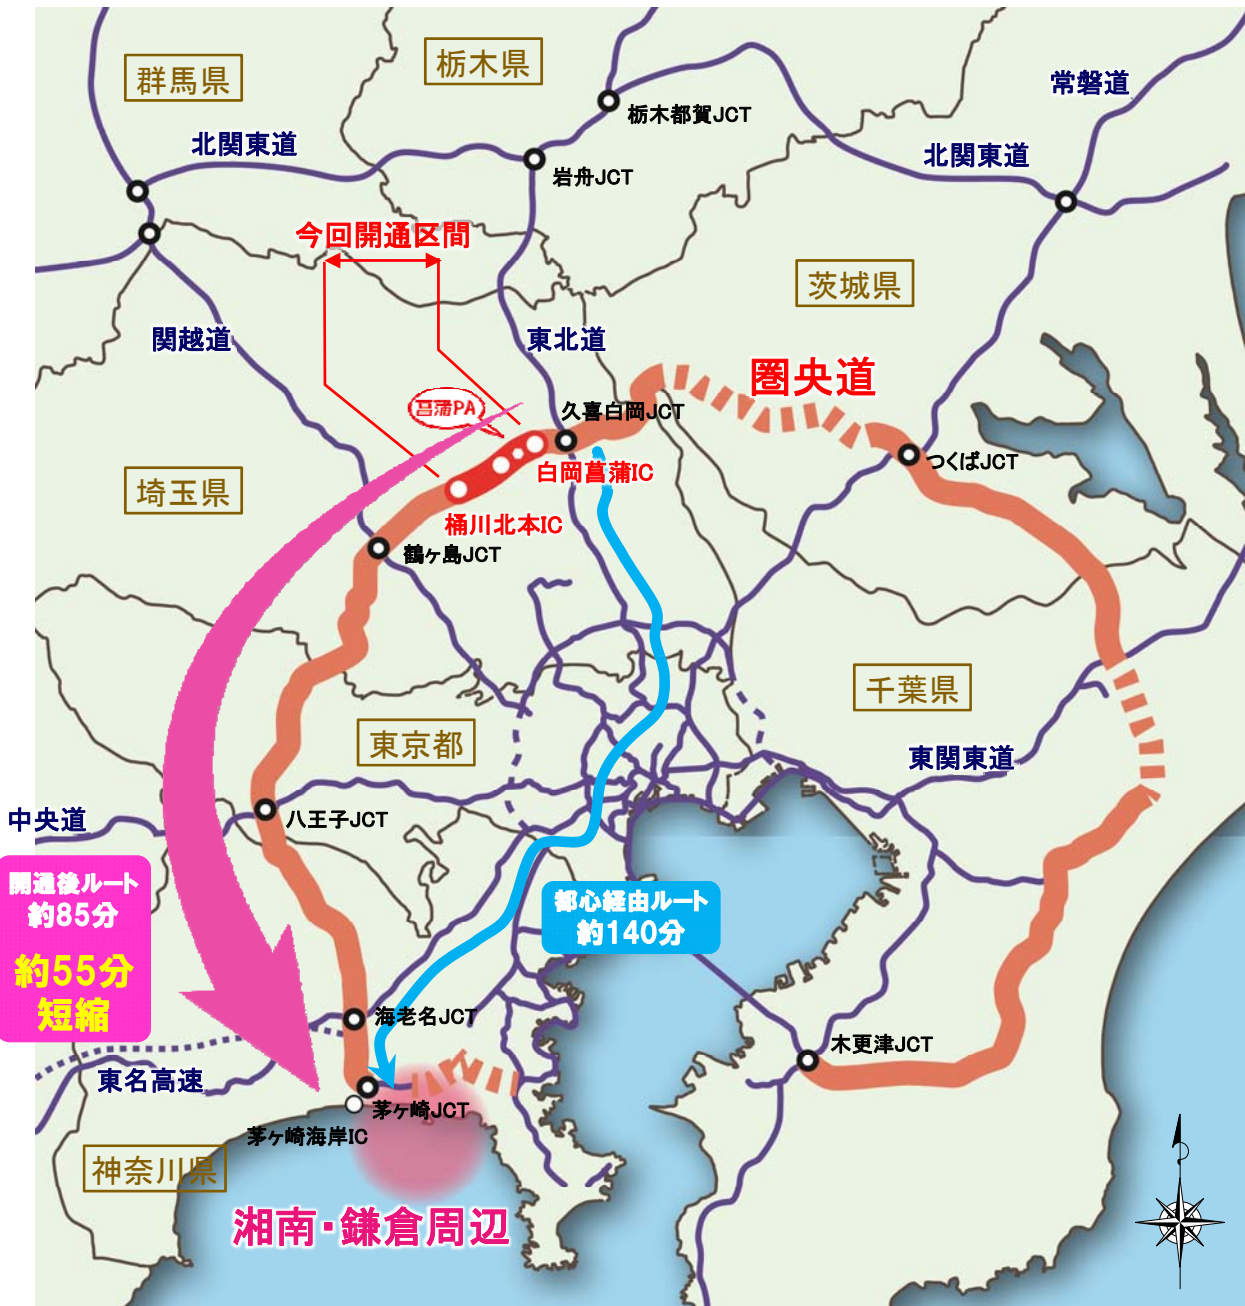 栃木県
群馬県
常磐道
栃木都賀JCT
北関東道
北関東道
岩舟JCT
今回開通区間
茨城県
関越道
東北道
圏央道
菖蒲PA
久喜白岡JCT
つくばJCT
白岡菖蒲IC
埼玉県
桶川北本IC
鶴ヶ島JCT
千葉県
東京都
東関東道
中央道
八王子JCT
開通後ルート
約85分
約55分
短縮
都心経由ルート
約140分
海老名JCT
木更津JCT
東名高速
茅ヶ崎JCT
茅ヶ崎海岸IC
神奈川県
湘南・鎌倉周辺